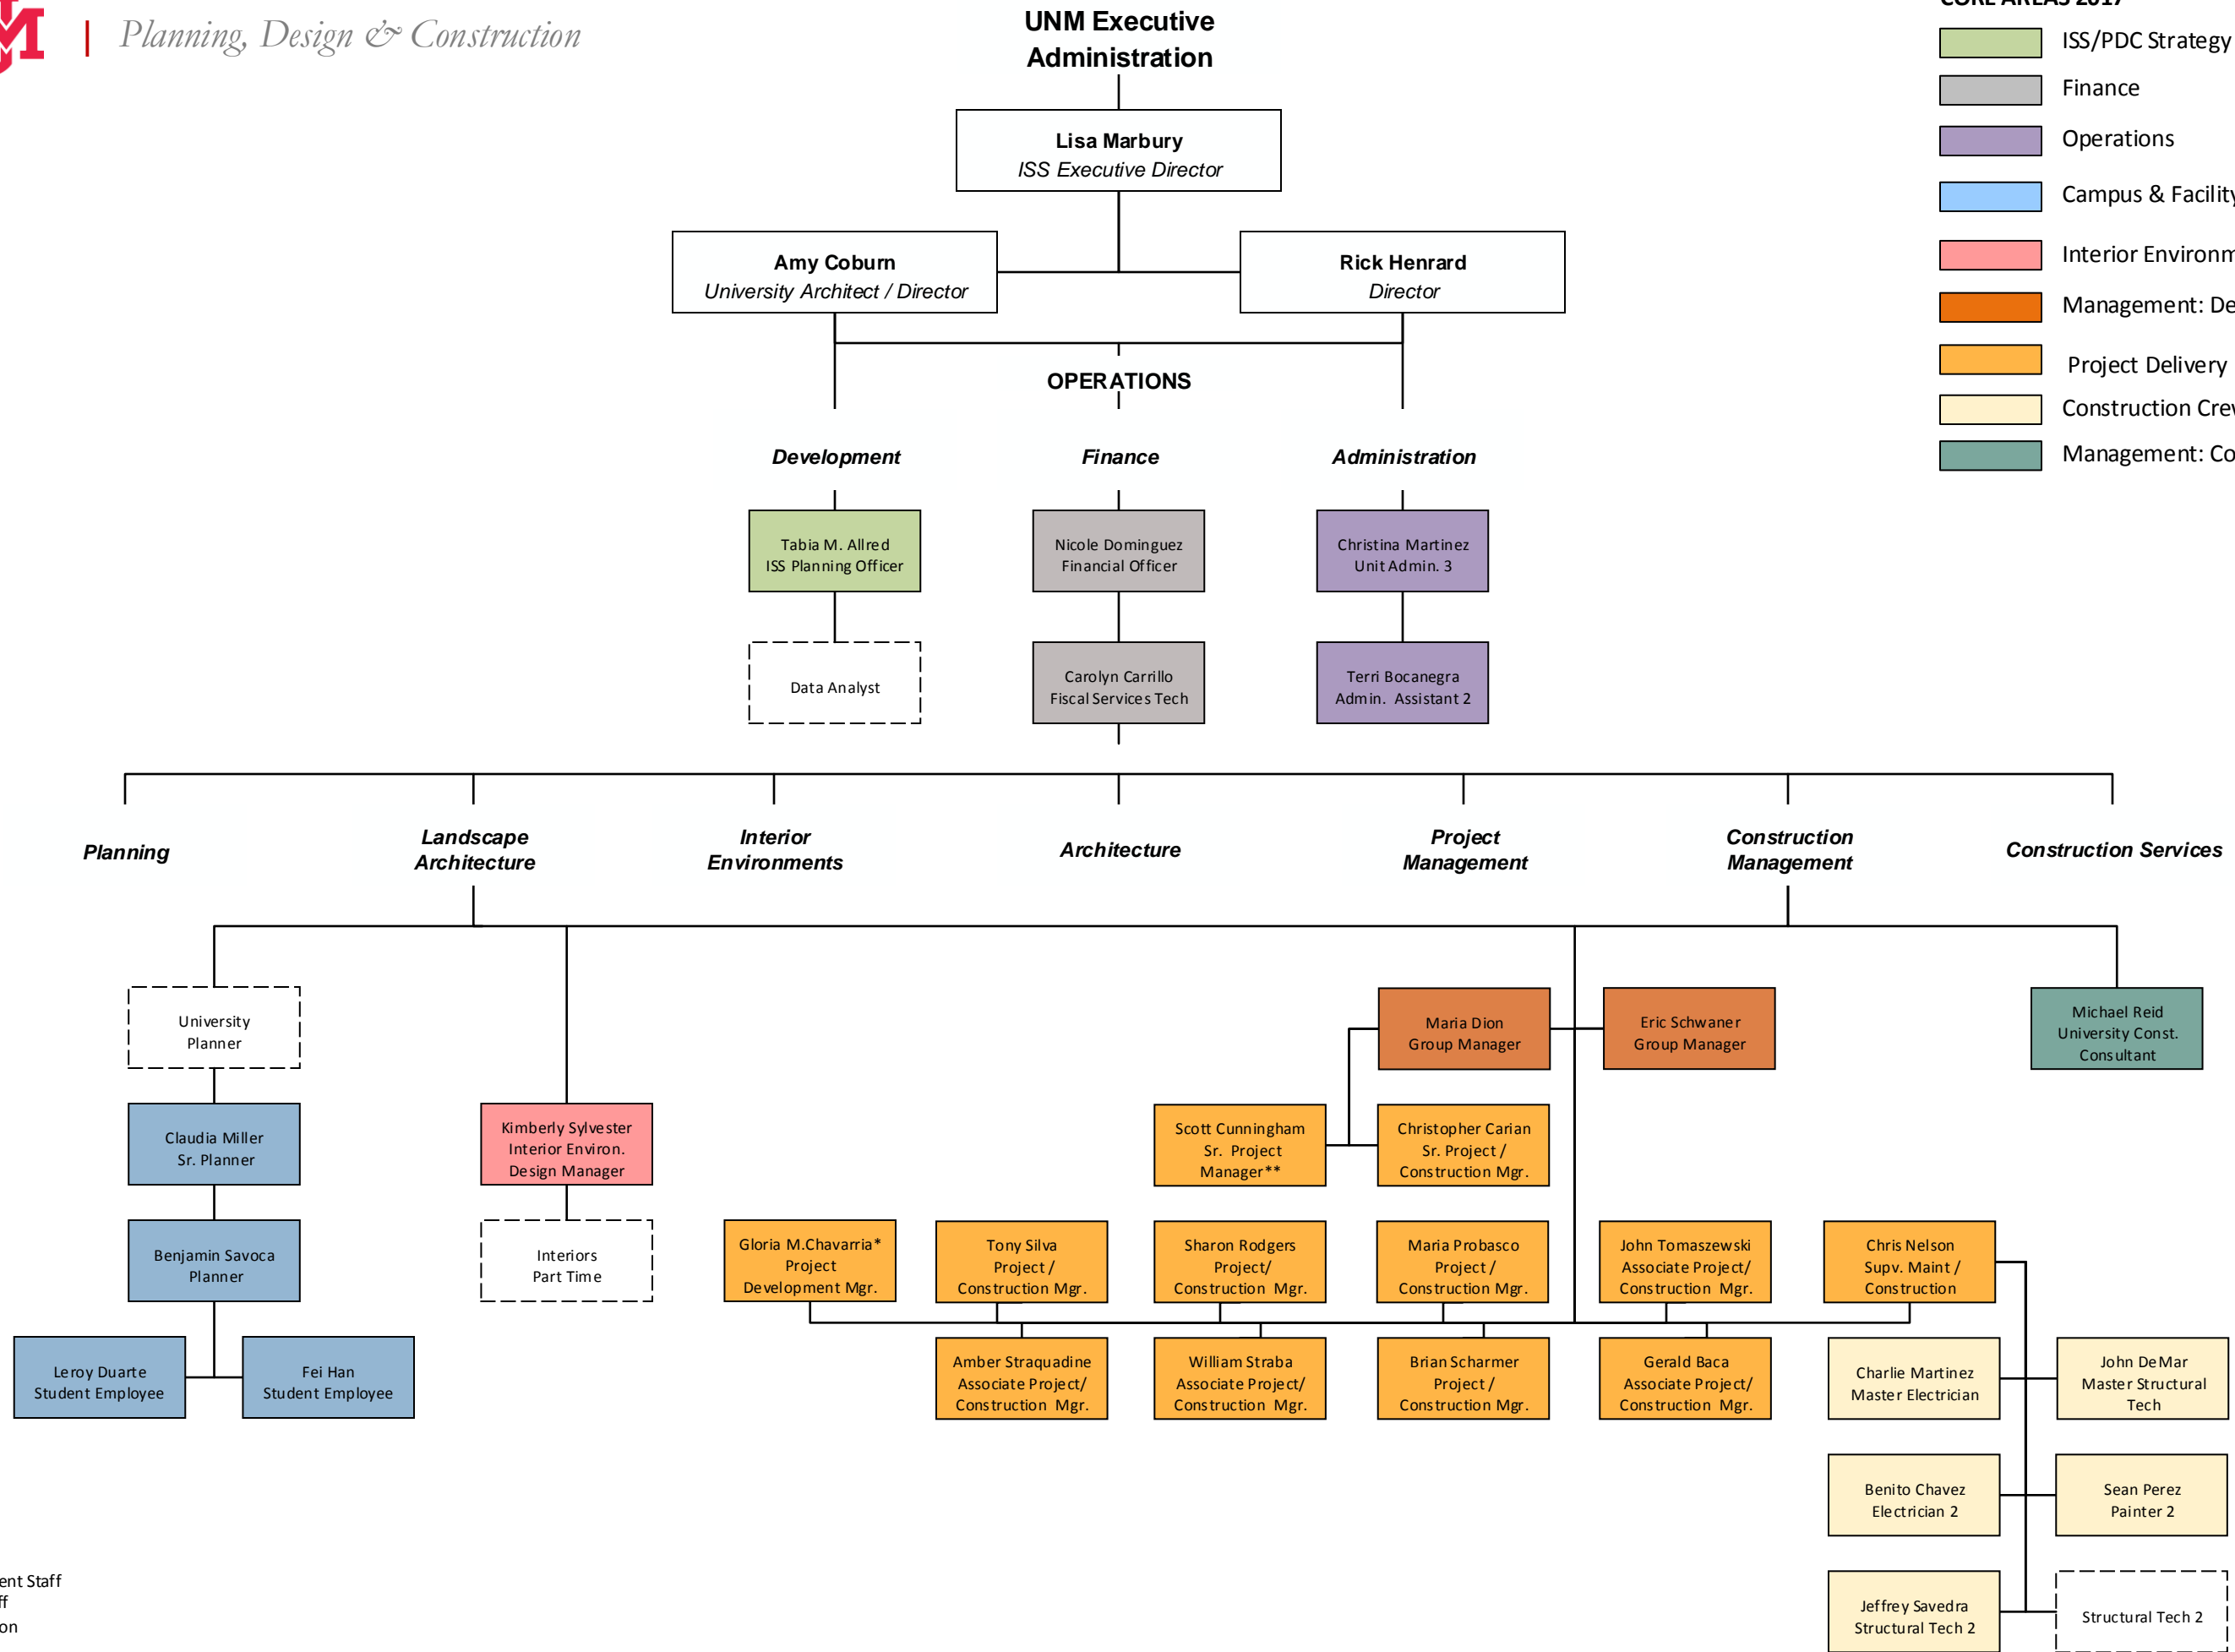 Planning, Design & Construction
UNM Executive
Administration
CORE AREAS 2017
ISS/PDC Strategy
Finance
Operations
Campus & Facility
Interior Environm
Management: De
Project Delivery
Construction Crew
Management: Co
Lisa Marbury
ISS Executive Director
Amy Coburn
University Architect / Director
Rick Henrard
Director
OPERATIONS
Development
Finance
Administration
Tabia M. Allred
ISS Planning Officer
Nicole Dominguez
Financial Officer
Christina Martinez
Unit Admin. 3
Data Analyst
Carolyn Carrillo
Fiscal Services Tech
Terri Bocanegra
Admin. Assistant 2
Planning
Landscape
Architecture
Interior
Environments
Architecture
Project
Management
Construction
Management
Construction Services
University
Planner
Maria Dion
Group Manager
Eric Schwaner
Group Manager
Michael Reid
University Const.
Consultant
Claudia Miller
Sr. Planner
Kimberly Sylvester
Interior Environ.
Design Manager
Scott Cunningham
Sr. Project
Manager**
Christopher Carian
Sr. Project /
Construction Mgr.
Benjamin Savoca
Planner
Interiors
Part Time
Gloria M.Chavarria*
Project
Development Mgr.
Tony Silva
Project /
Construction Mgr.
Sharon Rodgers
Project/
Construction Mgr.
Maria Probasco
Project /
Construction Mgr.
John Tomaszewski
Associate Project/
Construction Mgr.
Chris Nelson
Supv. Maint /
Construction
Leroy Duarte
Student Employee
Fei Han
Student Employee
Amber Straquadine
Associate Project/
Construction Mgr.
William Straba
Associate Project/
Construction Mgr.
Brian Scharmer
Project /
Construction Mgr.
Gerald Baca
Associate Project/
Construction Mgr.
Charlie Martinez
Master Electrician
John DeMar
Master Structural
Tech
Benito Chavez
Electrician 2
Sean Perez
Painter 2
Jeffrey Savedra
Structural Tech 2
Structural Tech 2
ent Staff
ff
on